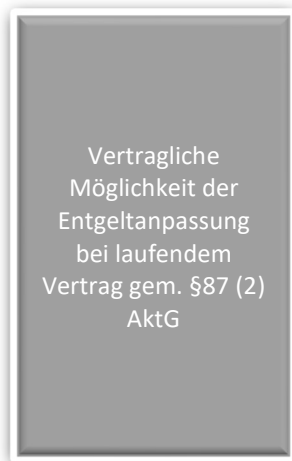 Vertragliche
Möglichkeit der
Entgeltanpassung
bei laufendem
Vertrag gem. §87 (2)
AktG